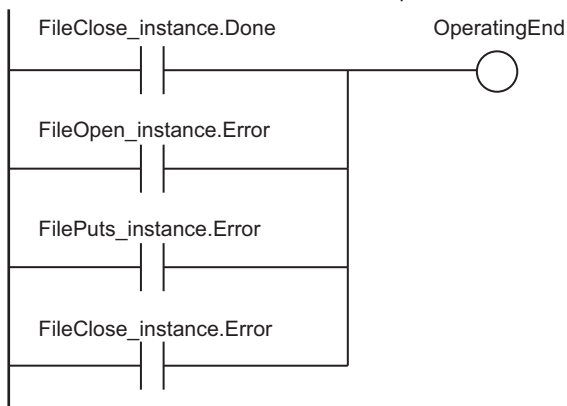 FileClose_instance.Done OperatingEnd
FileOpen_instance.Error
FilePuts_instance.Error
FileClose_instance.Error